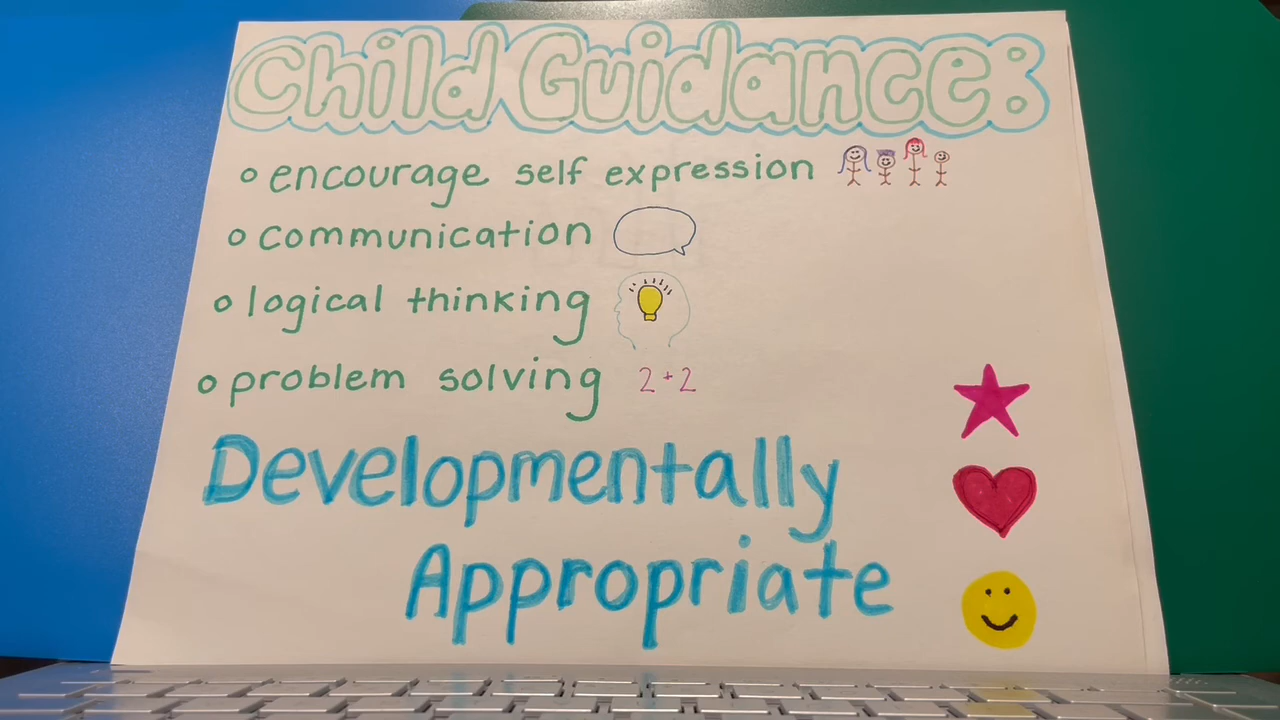 Child Guidance:
encourage self expression
communication
logical thinking
problem solving 2+2
Developmentally
Appropriate